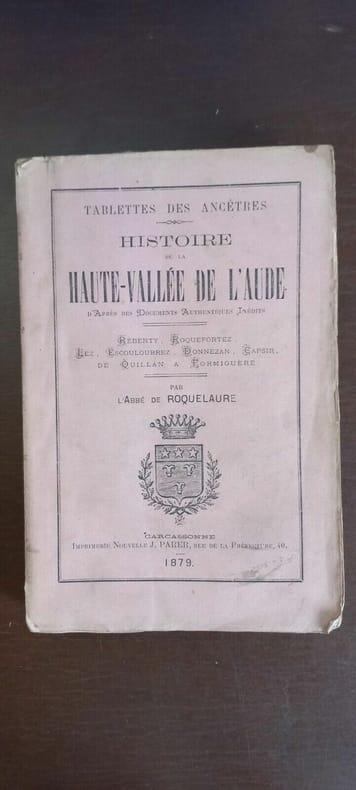 TABLETTES DES ANCÊTRES
HISTOIRE
DE LA
HAUTE-VALLÉE DE L'AUDE
D'APRÈS DES DOCUMENTS AUTHENTIQUES INÉDITS
RÉBENTY, ROQUEFORTEZ,
LEZ, ESCOULOUBREZ, DONNEZAN, CAPSIR,
DE QUILLAN A FORMIGUÈRE
PAR
L'ABBÉ DE ROQUELAURE
CARCASSONNE
IMPRIMERIE NOUVELLE J. PARER, RUE DE LA PRÉFECTURE, 40.
1879.